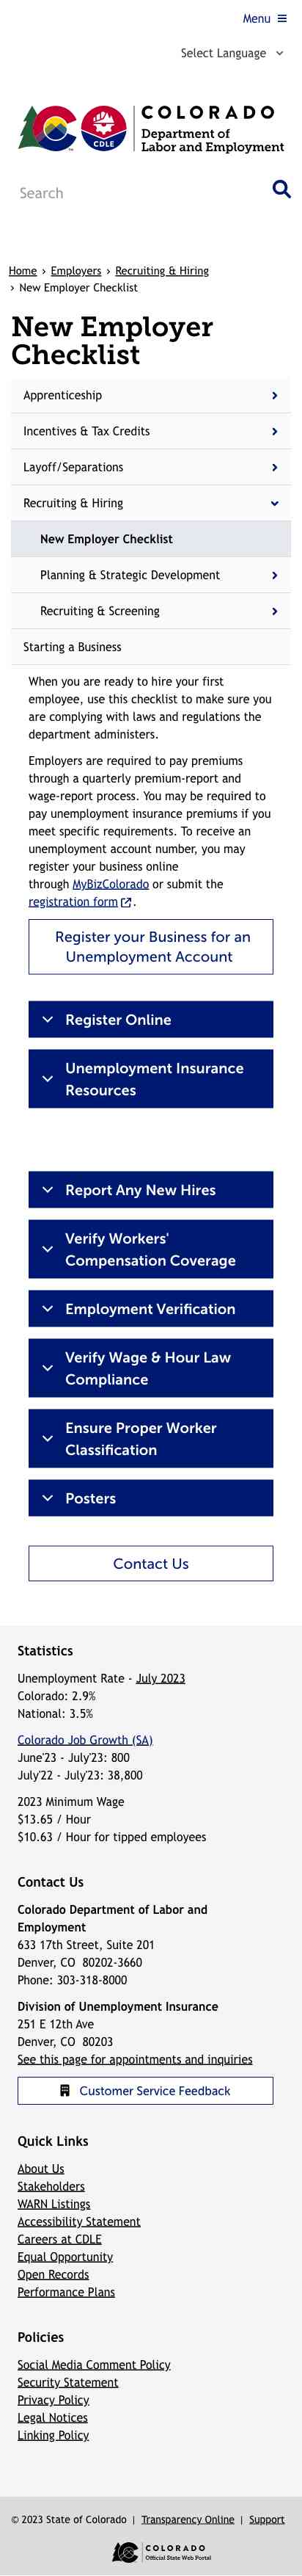 Menu
Select Language
CDLE
COLORADO
Department of
Labor and Employment
Search
Home › Employers › Recruiting & Hiring
› New Employer Checklist
New Employer
Checklist
Apprenticeship
Incentives & Tax Credits
Layoff/Separations
Recruiting & Hiring
New Employer Checklist
Planning & Strategic Development
Recruiting & Screening
Starting a Business
When you are ready to hire your first
employee, use this checklist to make sure you
are complying with laws and regulations the
department administers.
Employers are required to pay premiums
through a quarterly premium-report and
wage-report process. You may be required to
pay unemployment insurance premiums if you
meet specific requirements. To receive an
unemployment account number, you may
register your business online
through MyBizColorado or submit the
registration form.
Register your Business for an
Unemployment Account
Register Online
Unemployment Insurance
Resources
Report Any New Hires
Verify Workers'
Compensation Coverage
Employment Verification
Verify Wage & Hour Law
Compliance
Ensure Proper Worker
Classification
Posters
Contact Us
Statistics
Unemployment Rate - July 2023
Colorado: 2.9%
National: 3.5%
Colorado Job Growth (SA)
June'23 - July'23: 800
July'22 - July'23: 38,800
2023 Minimum Wage
$13.65 / Hour
$10.63 / Hour for tipped employees
Contact Us
Colorado Department of Labor and
Employment
633 17th Street, Suite 201
Denver, CO 80202-3660
Phone: 303-318-8000
Division of Unemployment Insurance
251 E 12th Ave
Denver, CO 80203
See this page for appointments and inquiries
Customer Service Feedback
Quick Links
About Us
Stakeholders
WARN Listings
Accessibility Statement
Careers at CDLE
Equal Opportunity
Open Records
Performance Plans
Policies
Social Media Comment Policy
Security Statement
Privacy Policy
Legal Notices
Linking Policy
© 2023 State of Colorado | Transparency Online | Support
COLORADO
Official State Web Portal